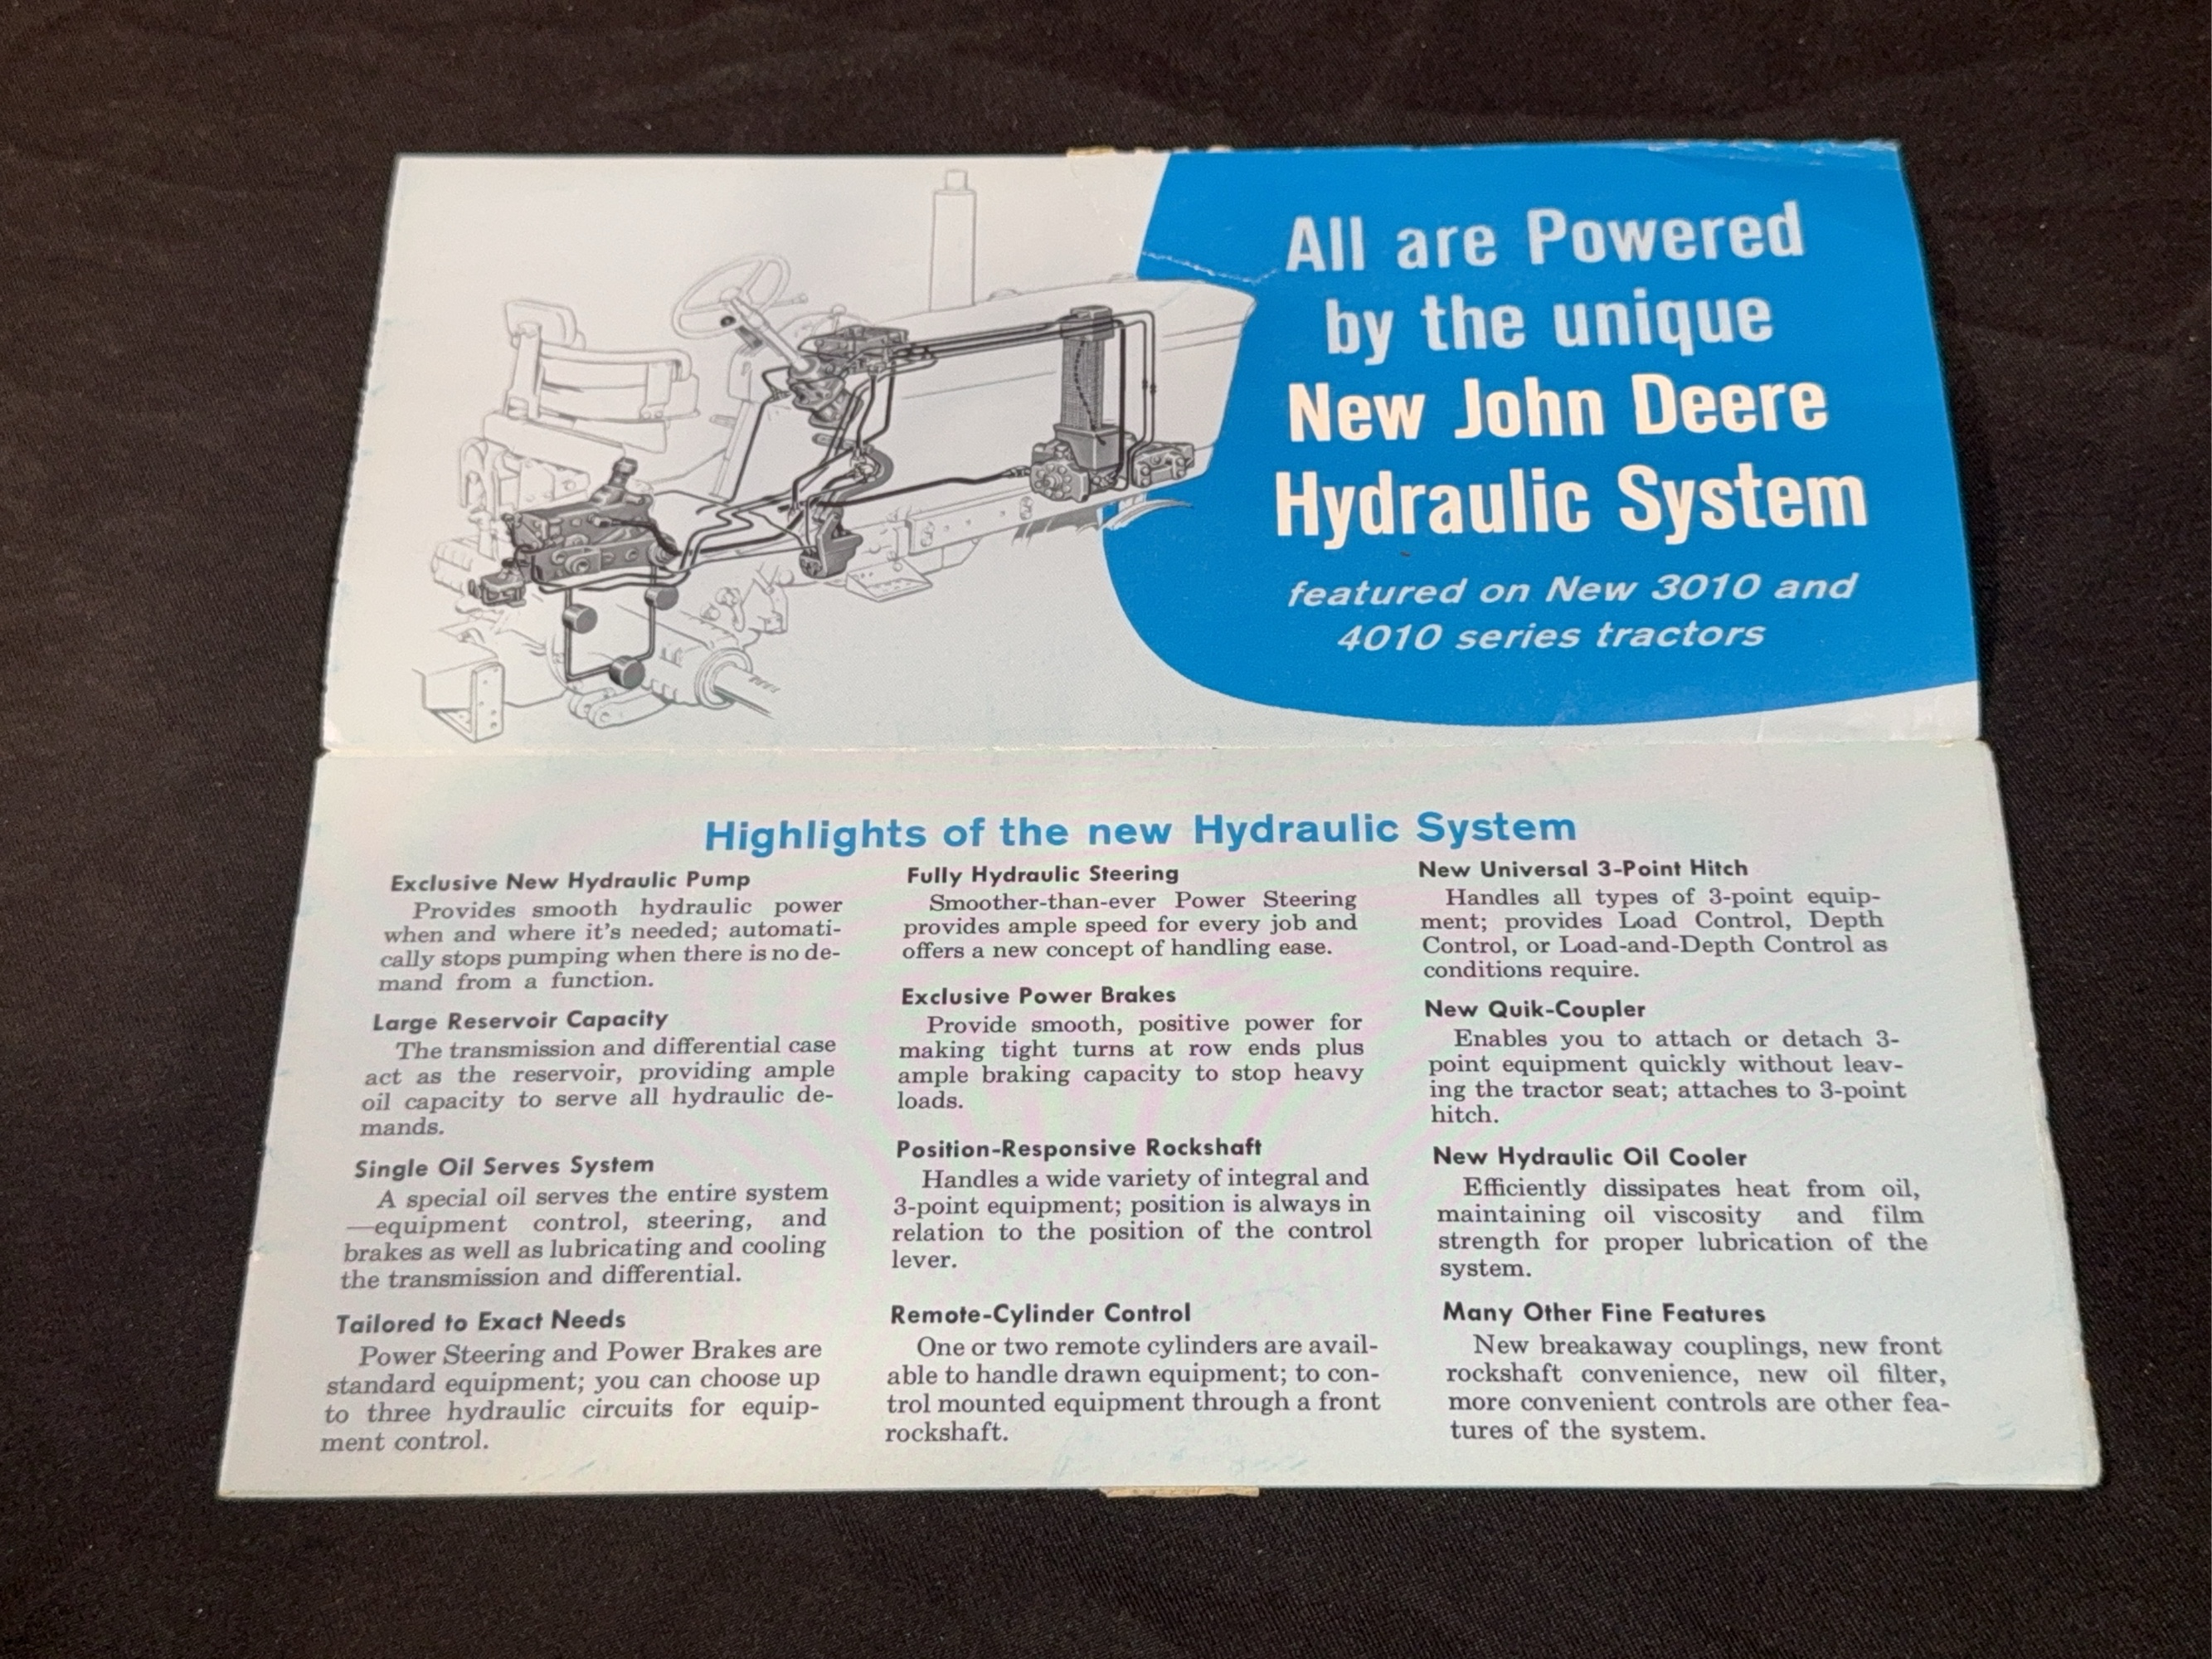 All are Powered
by the unique
New John Deere
Hydraulic System
featured on New 3010 and
4010 series tractors
Highlights of the new Hydraulic System
Exclusive New Hydraulic Pump
Provides smooth hydraulic power
when and where it's needed; automati-
cally stops pumping when there is no de-
mand from a function.
Large Reservoir Capacity
The transmission and differential case
act as the reservoir, providing ample
oil capacity to serve all hydraulic de-
mands.
Single Oil Serves System
A special oil serves the entire system
—equipment control, steering, and
brakes as well as lubricating and cooling
the transmission and differential.
Tailored to Exact Needs
Power Steering and Power Brakes are
standard equipment; you can choose up
to three hydraulic circuits for equip-
ment control.
Fully Hydraulic Steering
Smoother-than-ever Power Steering
provides ample speed for every job and
offers a new concept of handling ease.
Exclusive Power Brakes
Provide smooth, positive power for
making tight turns at row ends plus
ample braking capacity to stop heavy
loads.
Position-Responsive Rockshaft
Handles a wide variety of integral and
3-point equipment; position is always in
relation to the position of the control
lever.
Remote-Cylinder Control
One or two remote cylinders are avail-
able to handle drawn equipment; to con-
trol mounted equipment through a front
rockshaft.
New Universal 3-Point Hitch
Handles all types of 3-point equip-
ment; provides Load Control, Depth
Control, or Load-and-Depth Control as
conditions require.
New Quik-Coupler
Enables you to attach or detach 3-
point equipment quickly without leav-
ing the tractor seat; attaches to 3-point
hitch.
New Hydraulic Oil Cooler
Efficiently dissipates heat from oil,
maintaining oil viscosity and film
strength for proper lubrication of the
system.
Many Other Fine Features
New breakaway couplings, new front
rockshaft convenience, new oil filter,
more convenient controls are other fea-
tures of the system.